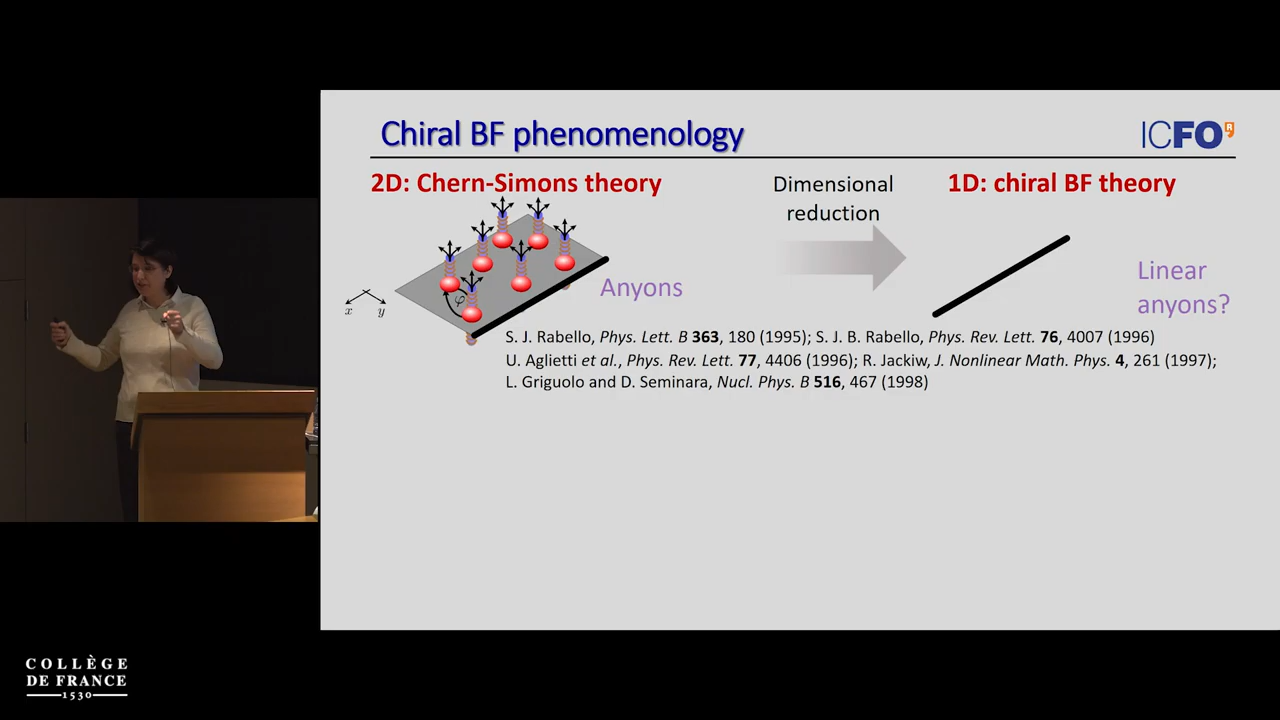 Chiral BF phenomenology
ICFO
R
2D: Chern-Simons theory
Dimensional
reduction
1D: chiral BF theory
Anyons
Linear
anyons?
φ
x
y
S. J. Rabello, Phys. Lett. B 363, 180 (1995); S. J. B. Rabello, Phys. Rev. Lett. 76, 4007 (1996)
U. Aglietti et al., Phys. Rev. Lett. 77, 4406 (1996); R. Jackiw, J. Nonlinear Math. Phys. 4, 261 (1997);
L. Griguolo and D. Seminara, Nucl. Phys. B 516, 467 (1998)
COLLÈGE
DE FRANCE
1530